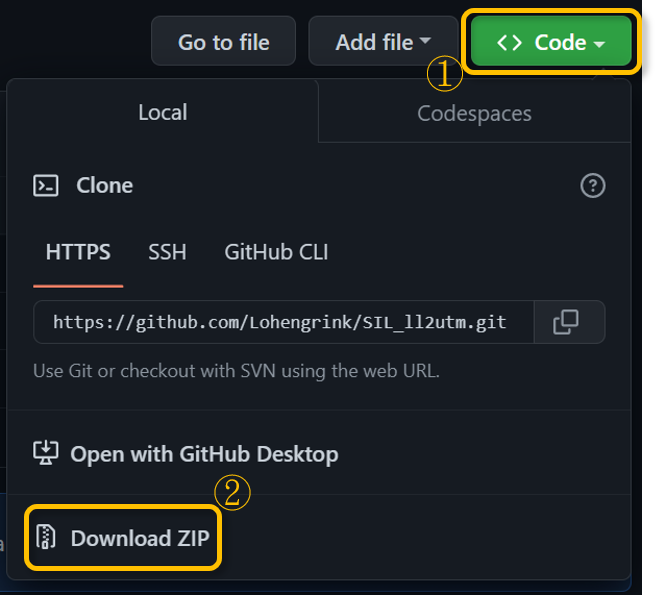 Go to file
Add file
<> Code
①
Local
Codespaces
Clone
HTTPS
SSH
GitHub CLI
https://github.com/Lohengrink/SIL_ll2utm.git
Use Git or checkout with SVN using the web URL.
Open with GitHub Desktop
②
Download ZIP